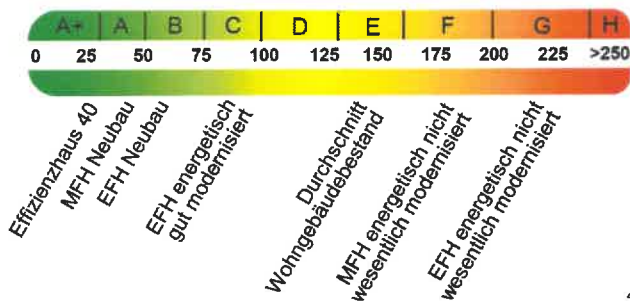 A+ A B C D E F G H
0 25 50 75 100 125 150 175 200 225 >250
Effizienzhaus 40
MFH Neubau
EFH Neubau
EFH energetisch
gut modernisiert
Durchschnitt
Wohngebäudebestand
MFH energetisch nicht
wesentlich modernisiert
EFH energetisch nicht
wesentlich modernisiert